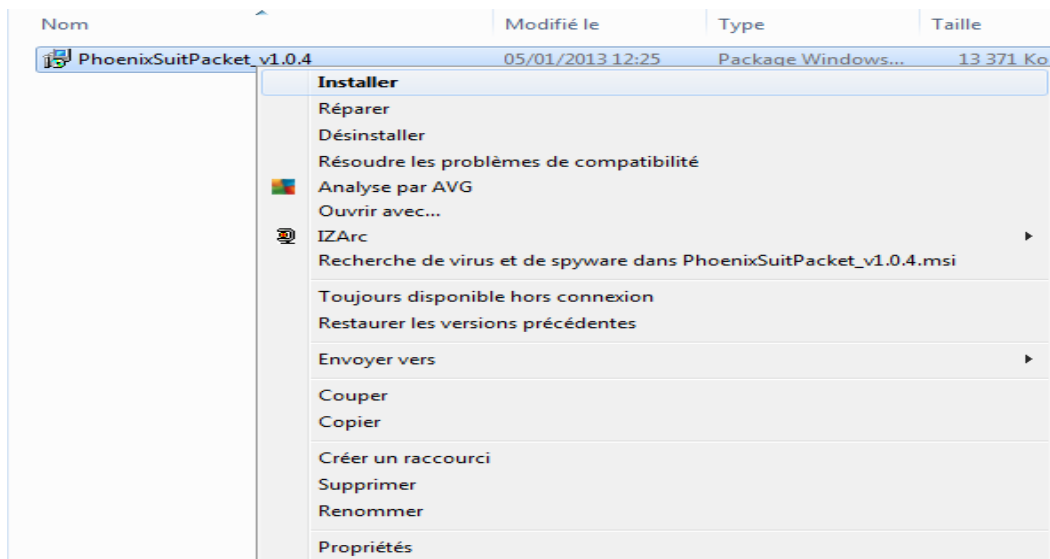 Nom Modifié le Type Taille
PhoenixSuitPacket_v1.0.4 05/01/2013 12:25 Package Windows... 13 371 Ko
Installer
Réparer
Désinstaller
Résoudre les problèmes de compatibilité
Analyse par AVG
Ouvrir avec...
IZArc
Recherche de virus et de spyware dans PhoenixSuitPacket_v1.0.4.msi
Toujours disponible hors connexion
Restaurer les versions précédentes
Envoyer vers
Couper
Copier
Créer un raccourci
Supprimer
Renommer
Propriétés